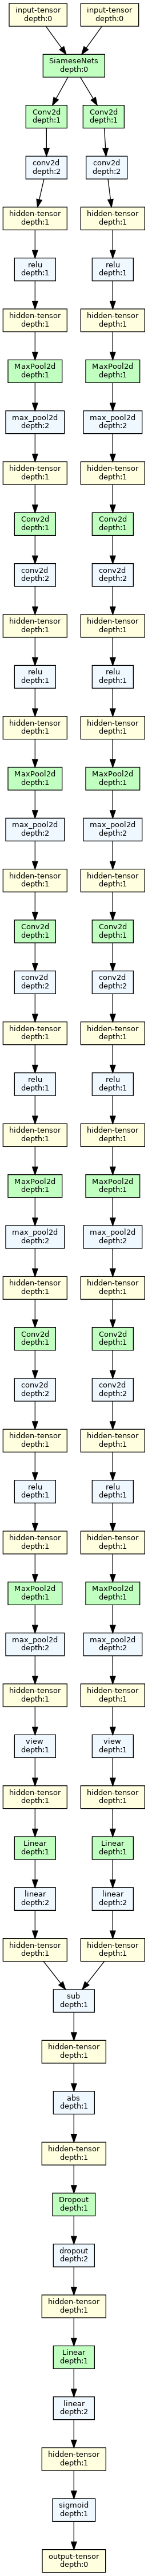 input-tensor
depth:0
input-tensor
depth:0
SiameseNets
depth:0
Conv2d
depth:1
Conv2d
depth:1
conv2d
depth:2
conv2d
depth:2
hidden-tensor
depth:1
hidden-tensor
depth:1
relu
depth:1
relu
depth:1
hidden-tensor
depth:1
hidden-tensor
depth:1
MaxPool2d
depth:1
MaxPool2d
depth:1
max_pool2d
depth:2
max_pool2d
depth:2
hidden-tensor
depth:1
hidden-tensor
depth:1
Conv2d
depth:1
Conv2d
depth:1
conv2d
depth:2
conv2d
depth:2
hidden-tensor
depth:1
hidden-tensor
depth:1
relu
depth:1
relu
depth:1
hidden-tensor
depth:1
hidden-tensor
depth:1
MaxPool2d
depth:1
MaxPool2d
depth:1
max_pool2d
depth:2
max_pool2d
depth:2
hidden-tensor
depth:1
hidden-tensor
depth:1
Conv2d
depth:1
Conv2d
depth:1
conv2d
depth:2
conv2d
depth:2
hidden-tensor
depth:1
hidden-tensor
depth:1
relu
depth:1
relu
depth:1
hidden-tensor
depth:1
hidden-tensor
depth:1
MaxPool2d
depth:1
MaxPool2d
depth:1
max_pool2d
depth:2
max_pool2d
depth:2
hidden-tensor
depth:1
hidden-tensor
depth:1
Conv2d
depth:1
Conv2d
depth:1
conv2d
depth:2
conv2d
depth:2
hidden-tensor
depth:1
hidden-tensor
depth:1
relu
depth:1
relu
depth:1
hidden-tensor
depth:1
hidden-tensor
depth:1
MaxPool2d
depth:1
MaxPool2d
depth:1
max_pool2d
depth:2
max_pool2d
depth:2
hidden-tensor
depth:1
hidden-tensor
depth:1
view
depth:1
view
depth:1
hidden-tensor
depth:1
hidden-tensor
depth:1
Linear
depth:1
Linear
depth:1
linear
depth:2
linear
depth:2
hidden-tensor
depth:1
hidden-tensor
depth:1
sub
depth:1
hidden-tensor
depth:1
abs
depth:1
hidden-tensor
depth:1
Dropout
depth:1
dropout
depth:2
hidden-tensor
depth:1
Linear
depth:1
linear
depth:2
hidden-tensor
depth:1
sigmoid
depth:1
output-tensor
depth:0